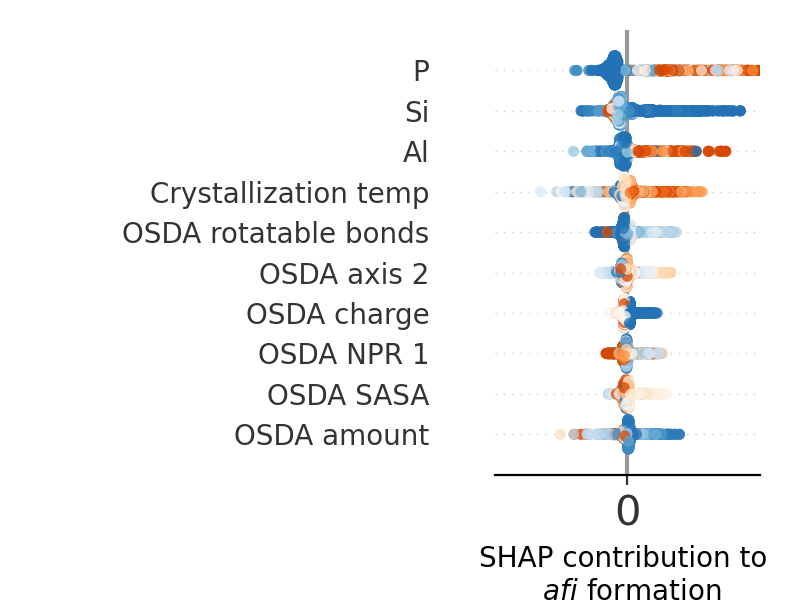 P
Si
Al
Crystallization temp
OSDA rotatable bonds
OSDA axis 2
OSDA charge
OSDA NPR 1
OSDA SASA
OSDA amount
0
SHAP contribution to
afi formation